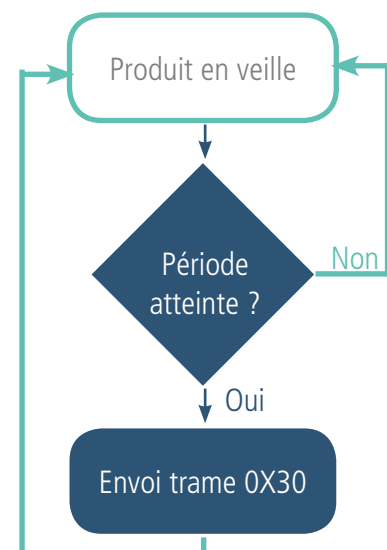 Produit en veille
Période
atteinte ?
Non
Oui
Envoi trame 0X30